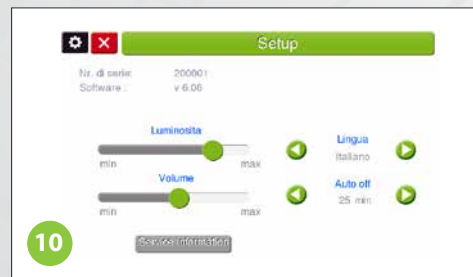 Setup
Nr. di serie: 200001
Software : v 6.06
Luminosita
min max
Lingua
Italiano
Volume
min max
Auto off
25 min
Service Information
10